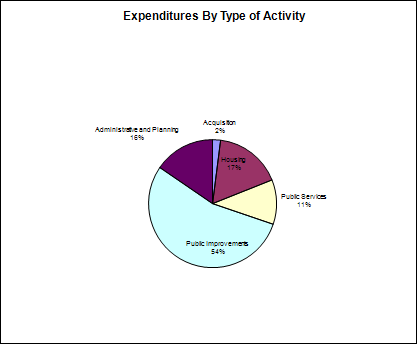 Expenditures By Type of Activity
Acquisition
2%
Administrative and Planning
16%
Housing
17%
Public Services
11%
Public Improvements
54%